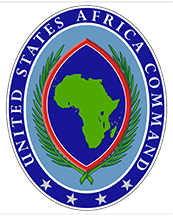 UNITED STATES AFRICA COMMAND